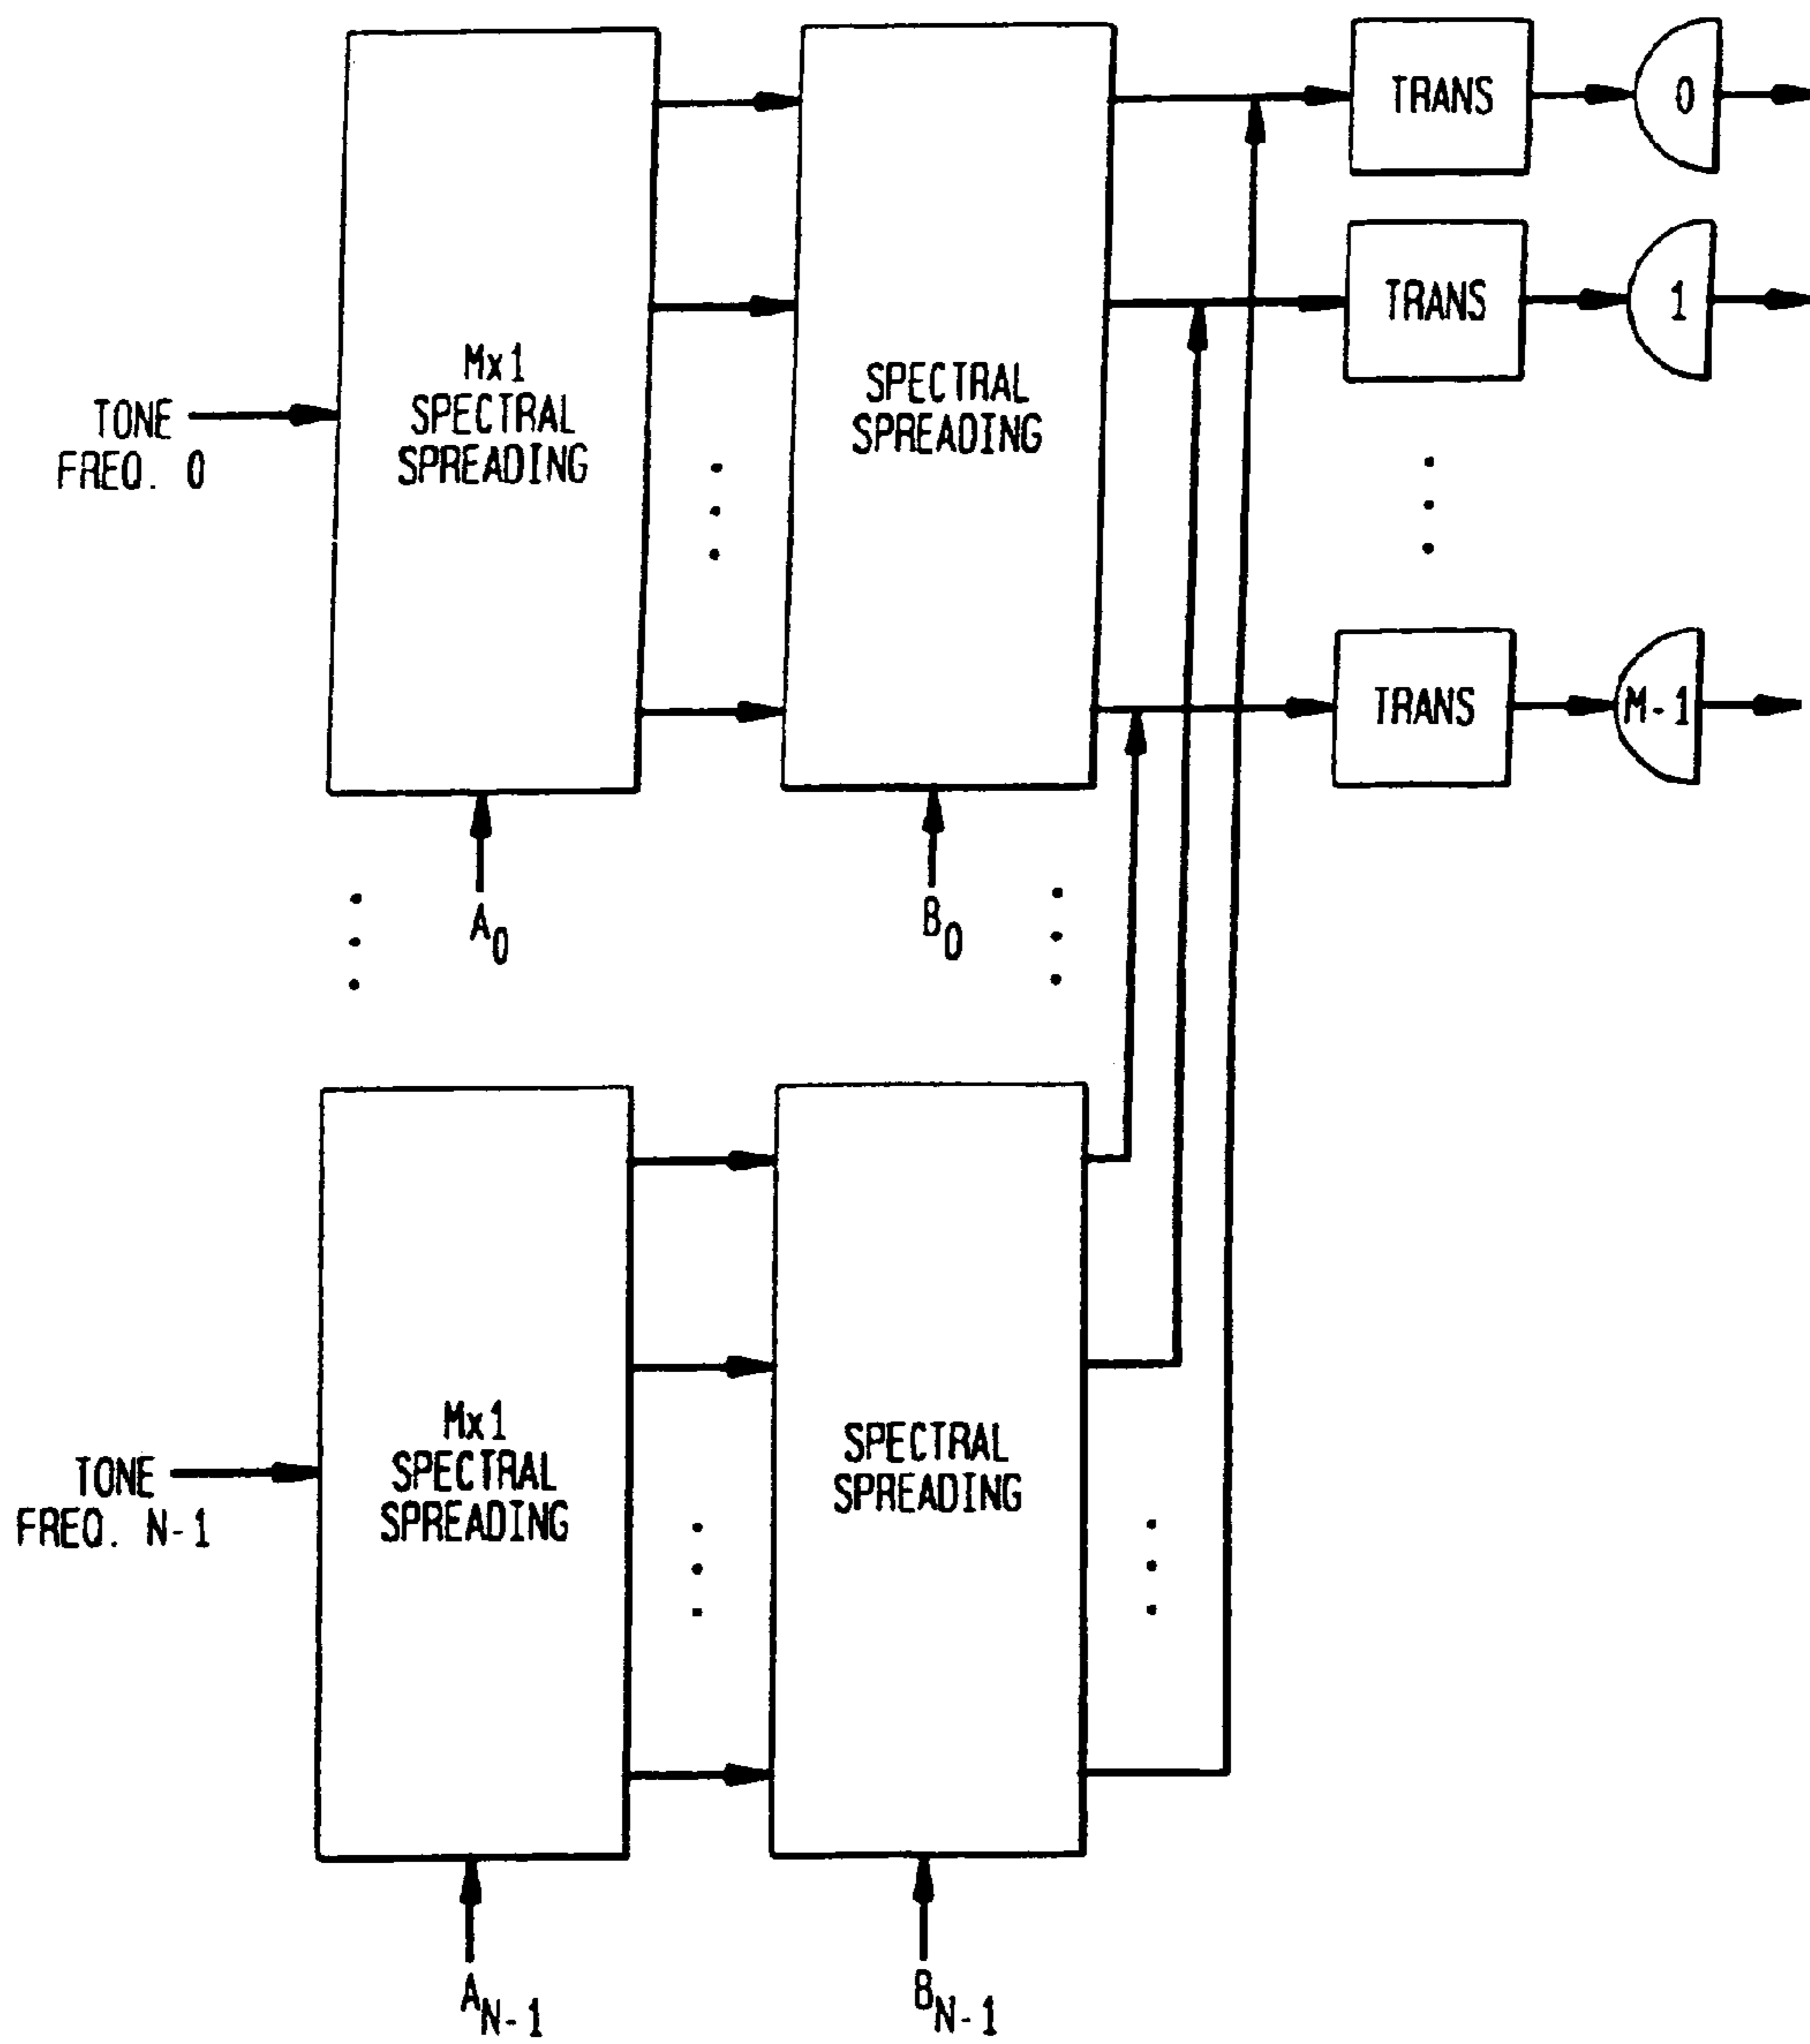 TRANS
0
TRANS
1
Mx1
SPECTRAL
SPREADING
SPECTRAL
SPREADING
TONE
FREQ. 0
TRANS
M-1
A0
B0
Mx1
SPECTRAL
SPREADING
SPECTRAL
SPREADING
TONE
FREQ. N-1
AN-1
BN-1